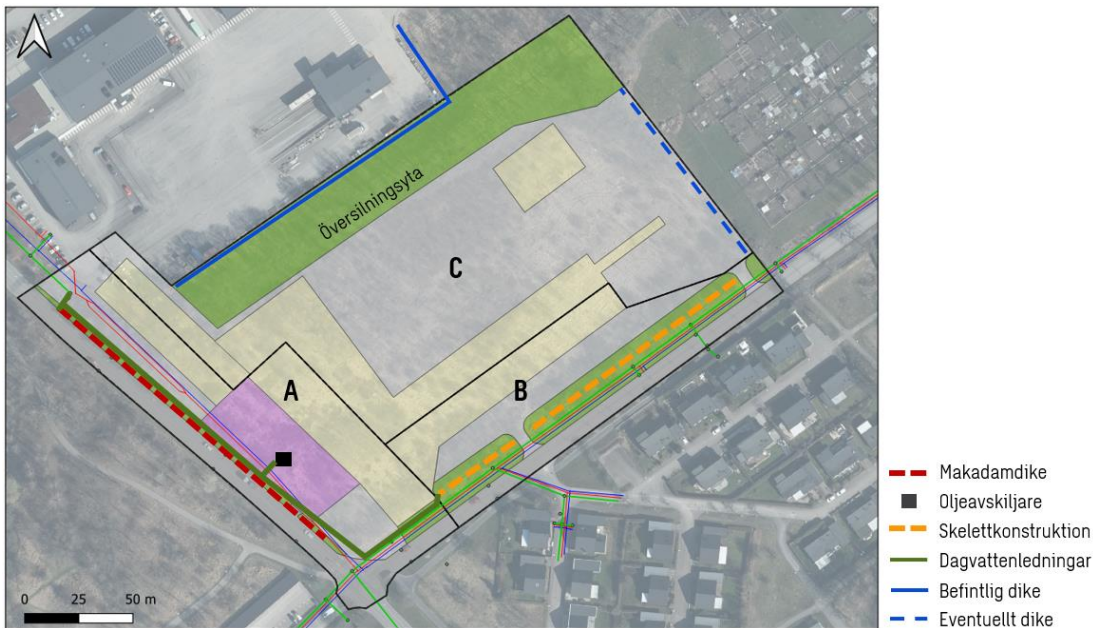 Översilningsyta
C
A
B
0 25 50 m
Makadamdike
Oljeavskiljare
Skelettkonstruktion
Dagvattenledningar
Befintlig dike
Eventuellt dike